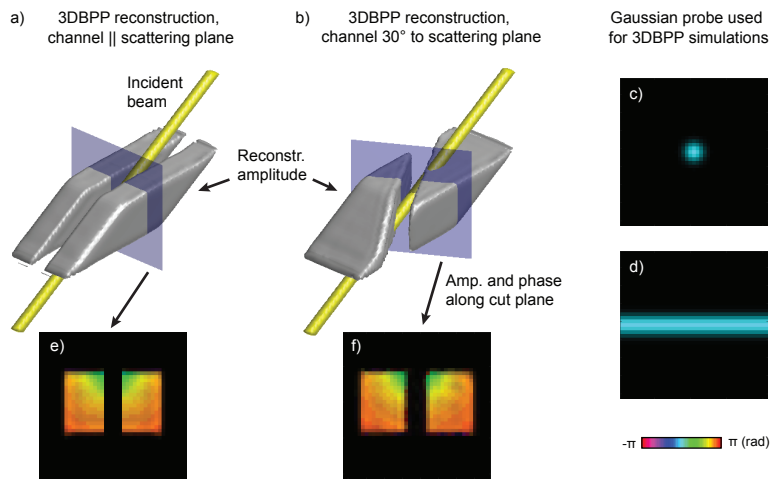 a)
3DBPP reconstruction,
channel || scattering plane
b)
3DBPP reconstruction,
channel 30° to scattering plane
Gaussian probe used
for 3DBPP simulations
Incident
beam
Reconstr.
amplitude
Amp. and phase
along cut plane
c)
d)
e)
f)
-π
π (rad)